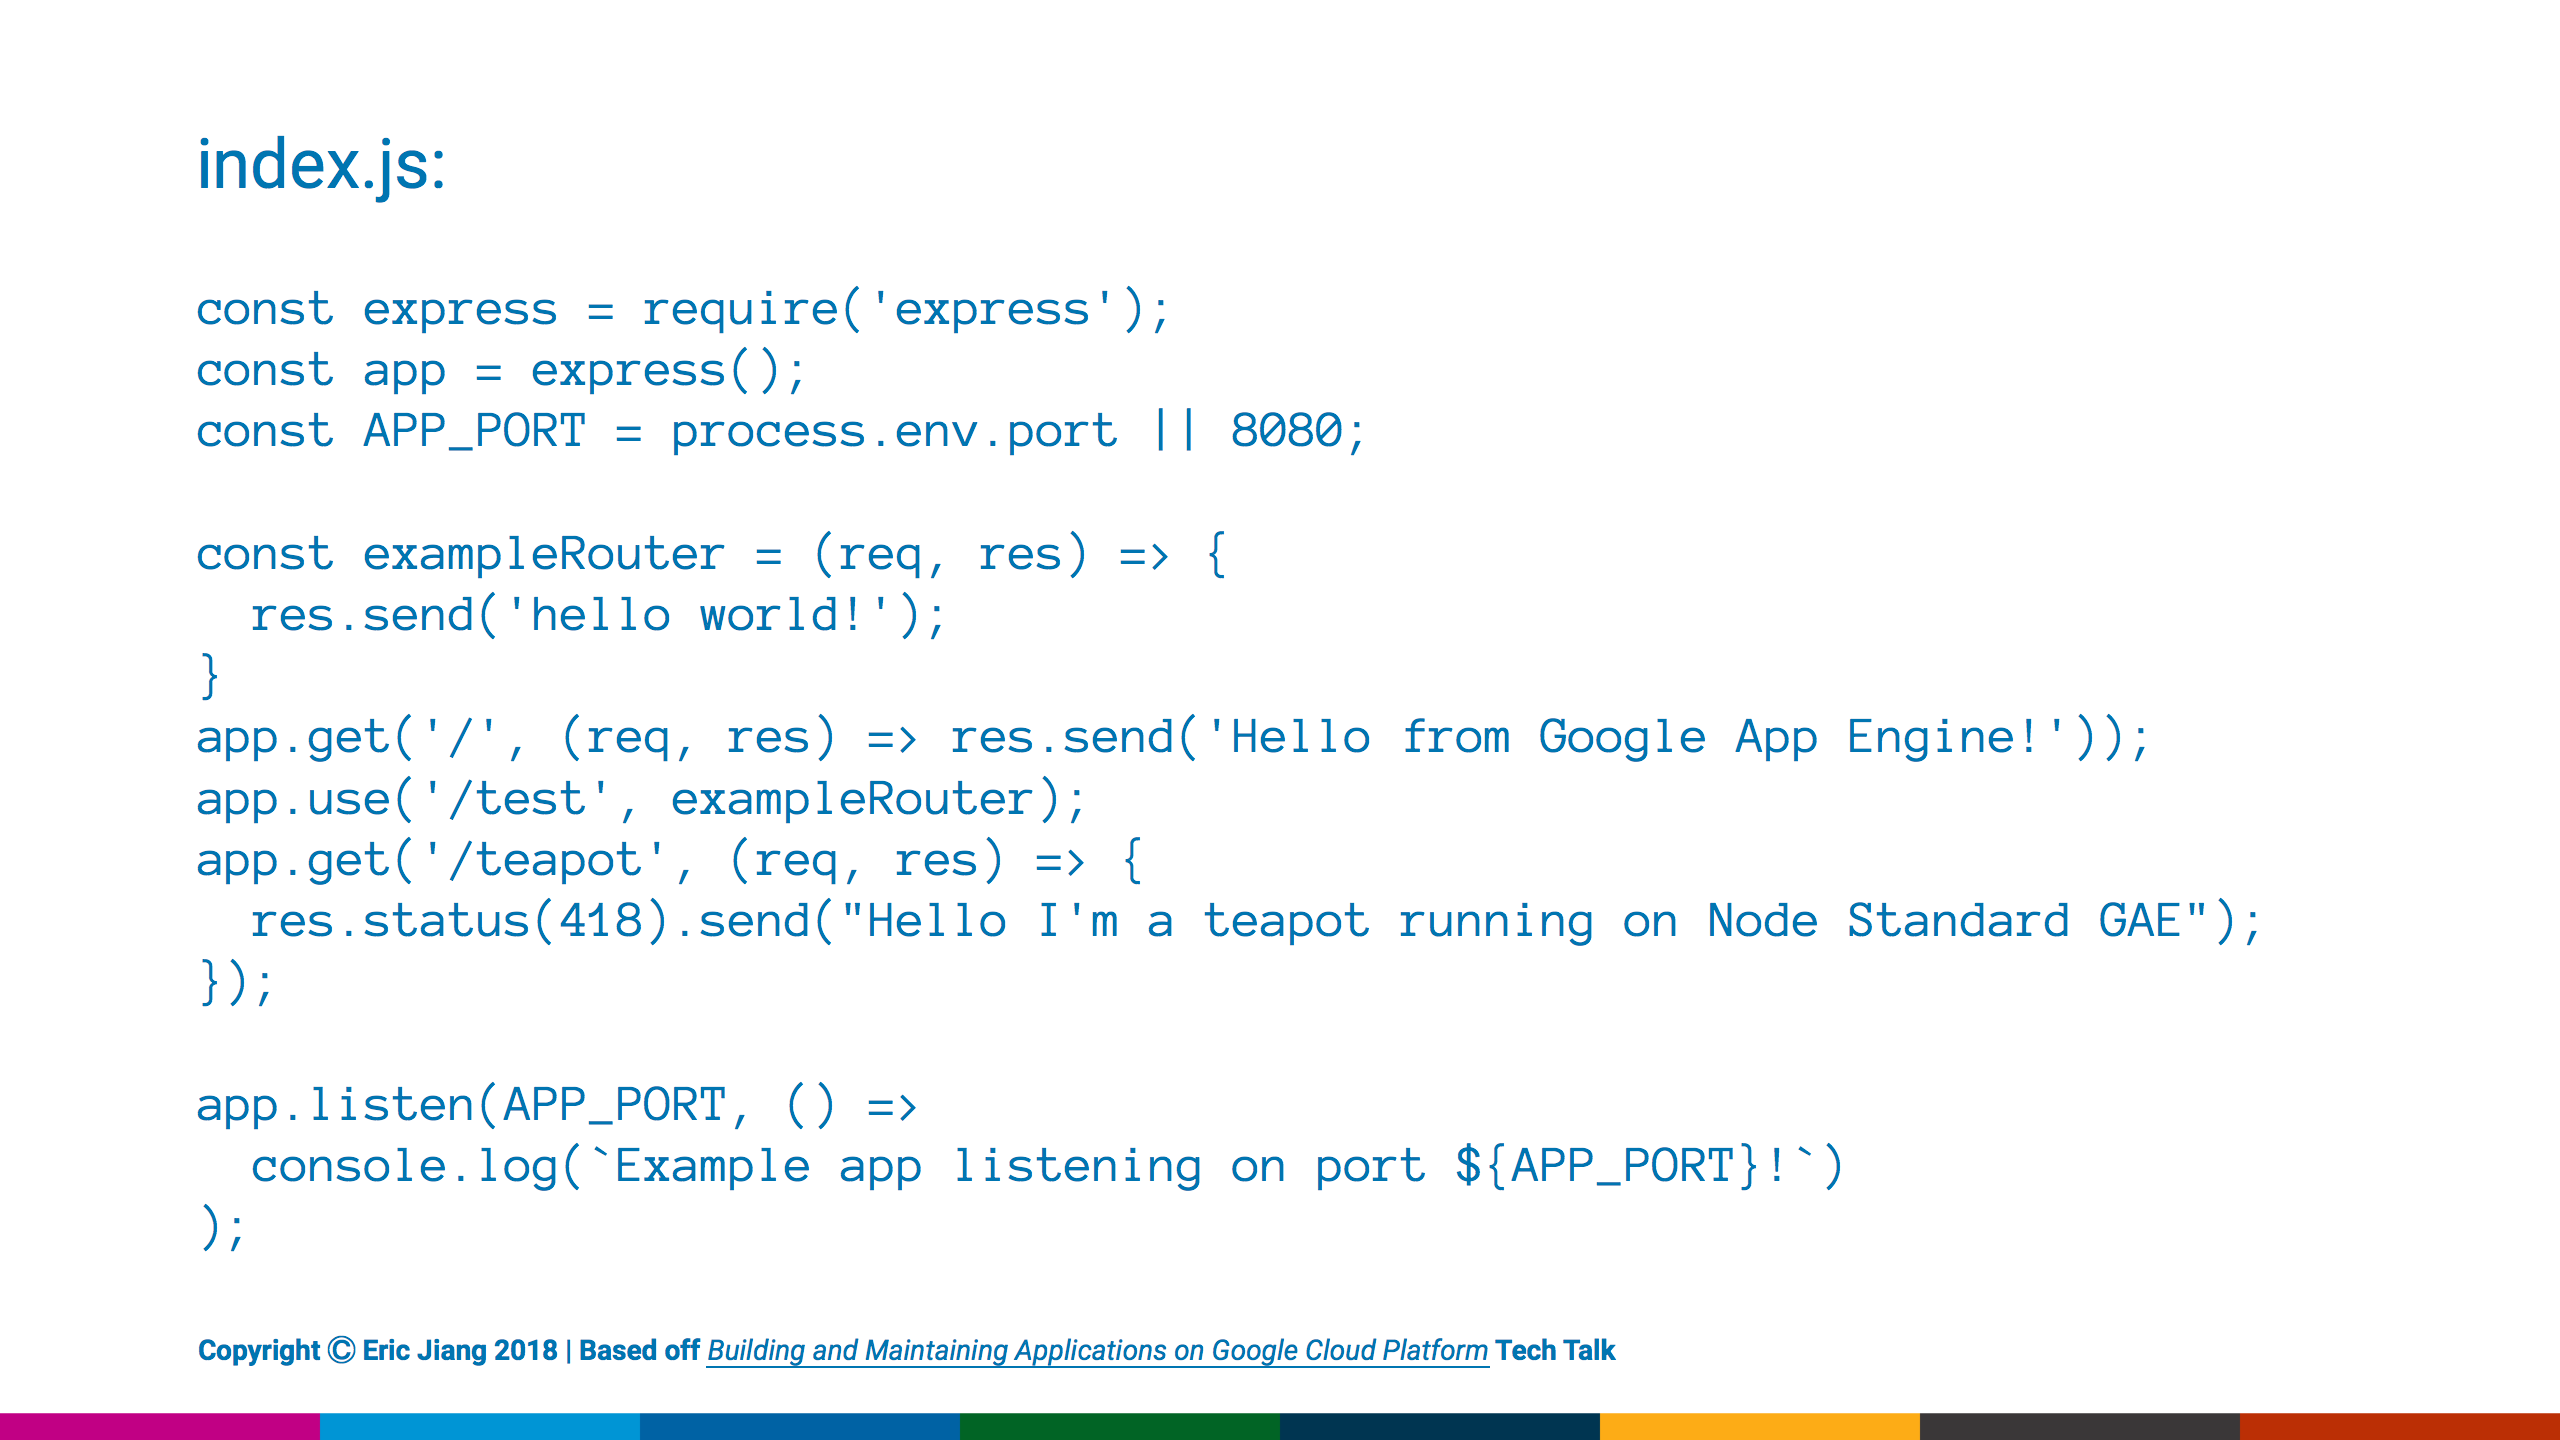 index.js:
const express = require('express');
const app = express();
const APP_PORT = process.env.port || 8080;
const exampleRouter = (req, res) => {
  res.send('hello world!');
}
app.get('/', (req, res) => res.send('Hello from Google App Engine!'));
app.use('/test', exampleRouter);
app.get('/teapot', (req, res) => {
  res.status(418).send("Hello I'm a teapot running on Node Standard GAE");
});
app.listen(APP_PORT, () =>
  console.log(`Example app listening on port ${APP_PORT}!`)
);
Copyright Ⓒ Eric Jiang 2018 | Based off Building and Maintaining Applications on Google Cloud Platform Tech Talk